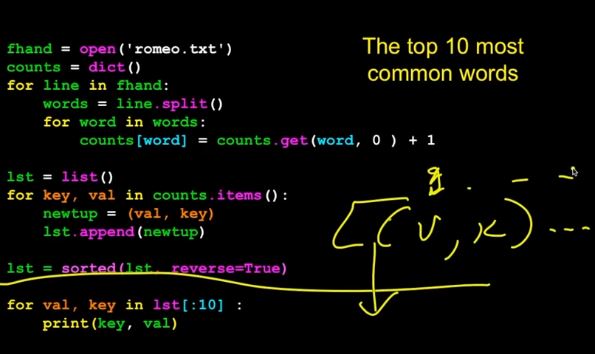 The top 10 most
common words
fhand = open('romeo.txt')
counts = dict()
for line in fhand:
    words = line.split()
    for word in words:
        counts[word] = counts.get(word, 0 ) + 1
lst = list()
for key, val in counts.items():
    newtup = (val, key)
    lst.append(newtup)
lst = sorted(lst, reverse=True)
for val, key in lst[:10] :
    print(key, val)
[(v, k) ...